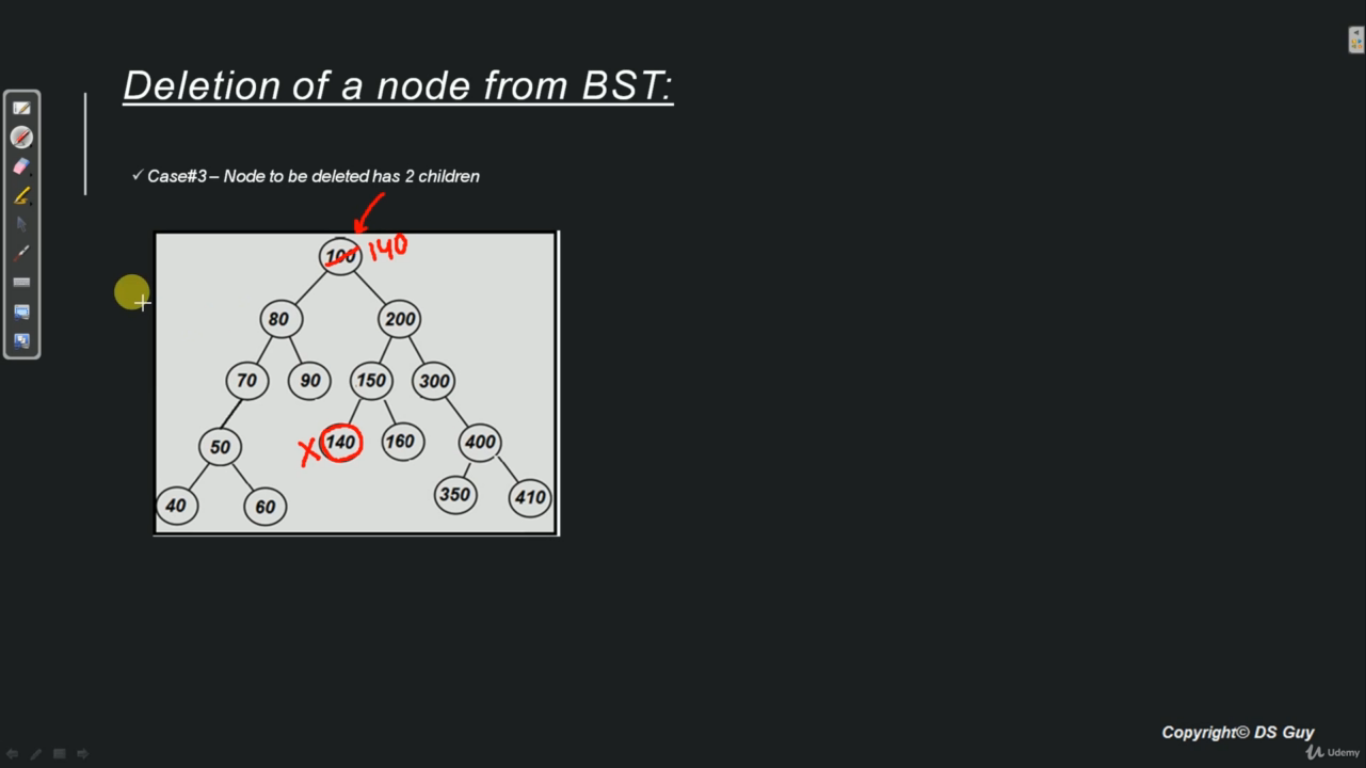 Deletion of a node from BST:
✓ Case#3 – Node to be deleted has 2 children
100 140
80 200
70 90 150 300
50 X 140 160 400
40 60 350 410
Copyright© DS Guy
Udemy